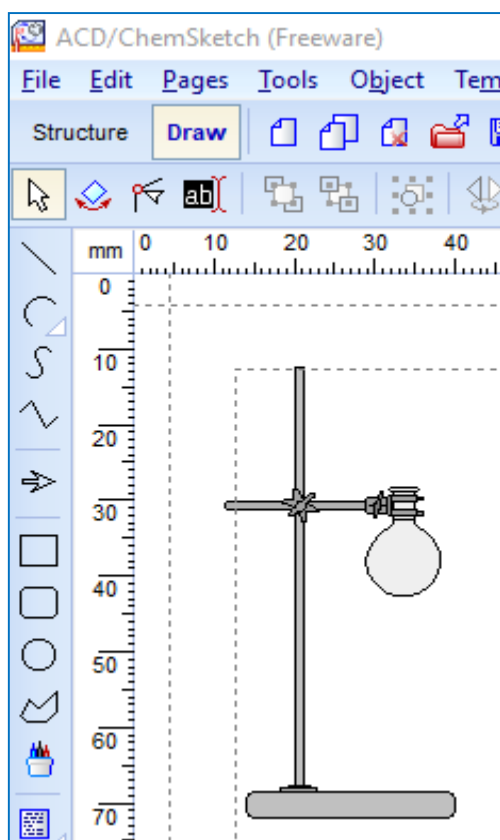 ACD/ChemSketch (Freeware)
File Edit Pages Tools Object Tem
Structure Draw
ab
mm 0 10 20 30 40
0
10
20
30
40
50
60
70